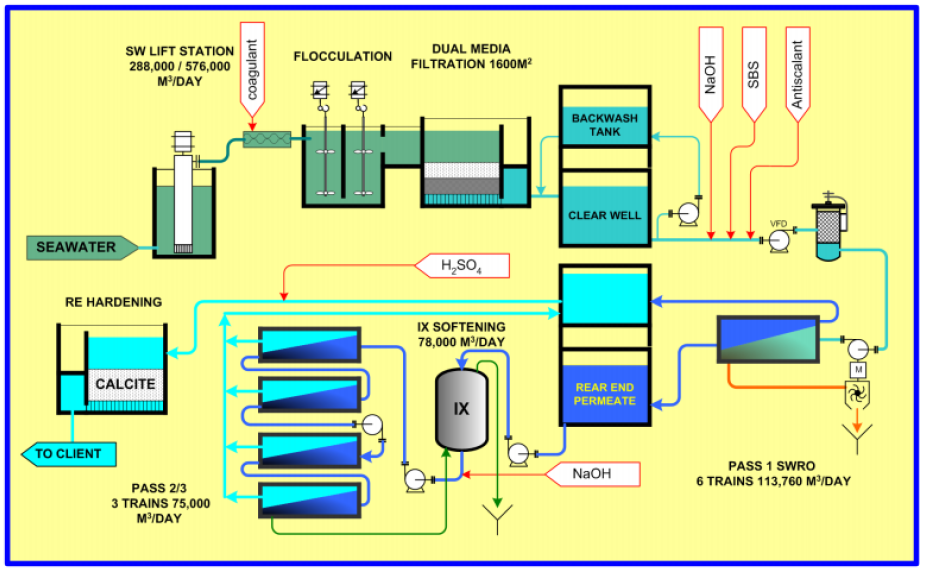 SW LIFT STATION
288,000 / 576,000
M³/DAY
coagulant
FLOCCULATION
DUAL MEDIA
FILTRATION 1600M²
NaOH
SBS
Antiscalant
BACKWASH
TANK
CLEAR WELL
VFD
SEAWATER
H₂SO₄
RE HARDENING
IX SOFTENING
78,000 M³/DAY
CALCITE
IX
REAR END
PERMEATE
M
TO CLIENT
PASS 2/3
3 TRAINS 75,000
M³/DAY
NaOH
PASS 1 SWRO
6 TRAINS 113,760 M³/DAY